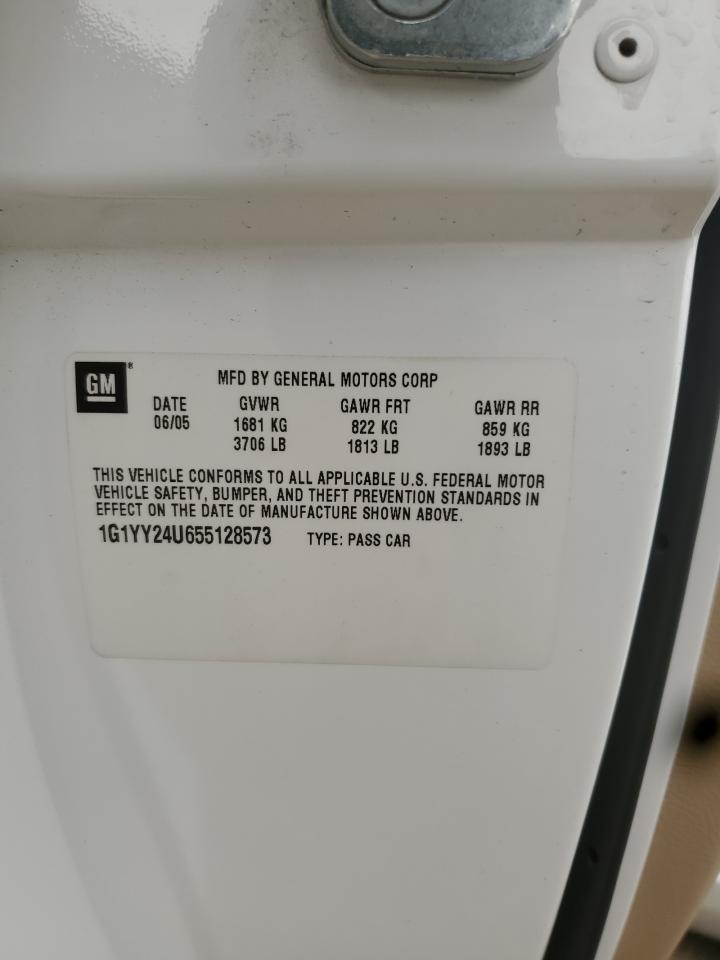 GM ® MFD BY GENERAL MOTORS CORP
DATE GVWR GAWR FRT GAWR RR
06/05 1681 KG 822 KG 859 KG
3706 LB 1813 LB 1893 LB
THIS VEHICLE CONFORMS TO ALL APPLICABLE U.S. FEDERAL MOTOR
VEHICLE SAFETY, BUMPER, AND THEFT PREVENTION STANDARDS IN
EFFECT ON THE DATE OF MANUFACTURE SHOWN ABOVE.
1G1YY24U655128573 TYPE: PASS CAR